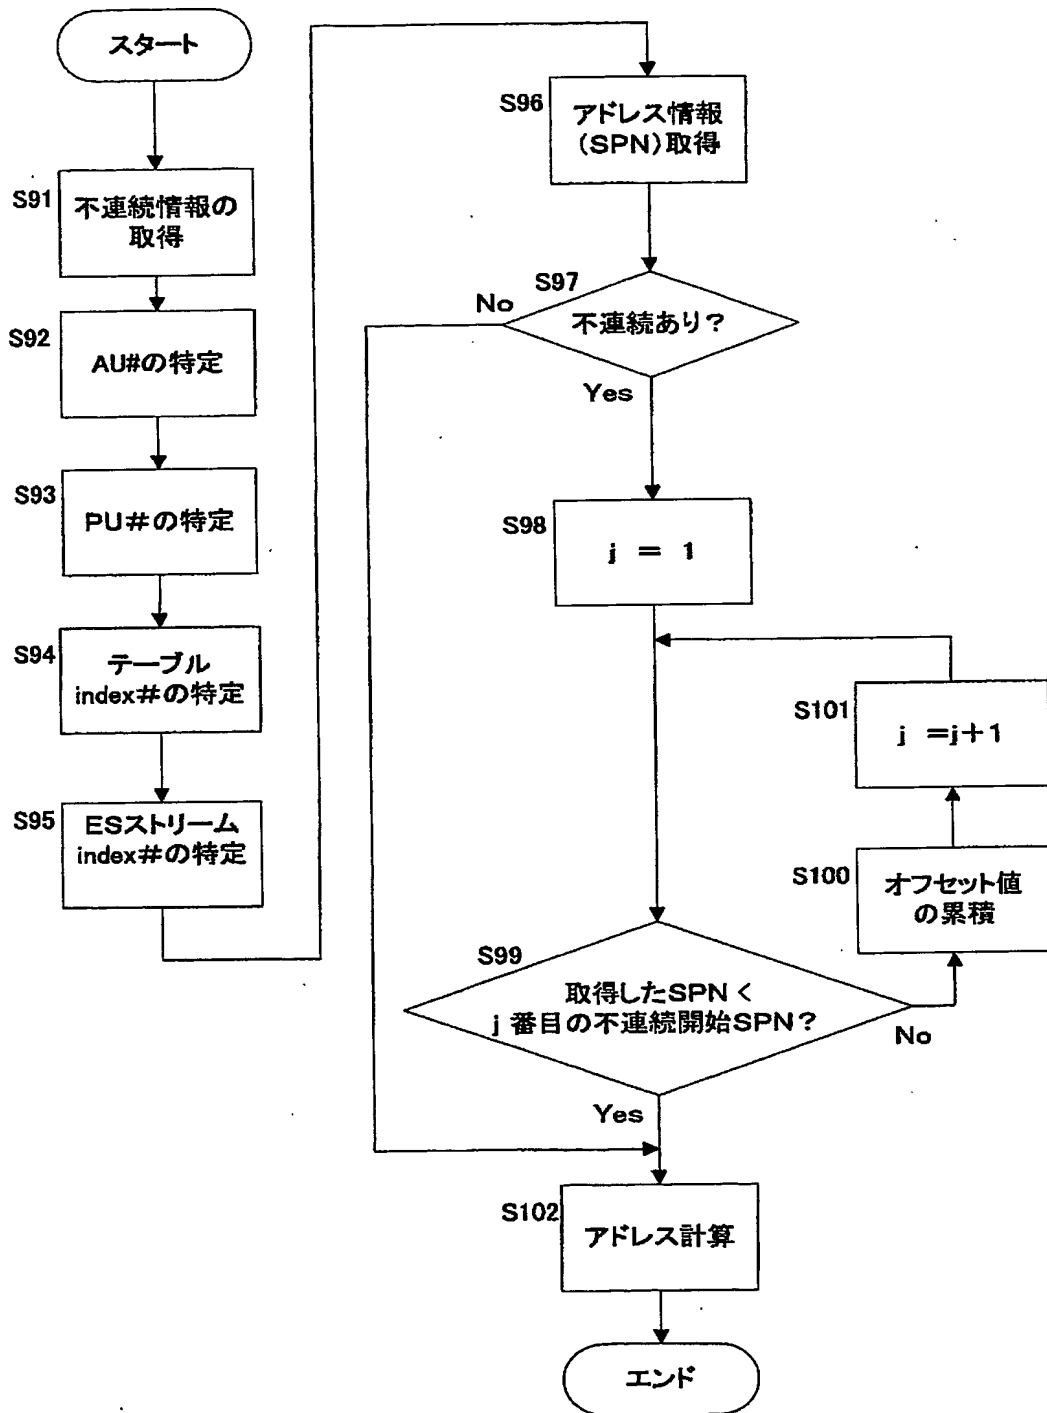 スタート
S91
不連続情報の
取得
S92
AU#の特定
S93
PU#の特定
S94
テーブル
index#の特定
S95
ESストリーム
index#の特定
S96
アドレス情報
(SPN)取得
S97
No
不連続あり?
Yes
S98
j = 1
S101
j =j+1
S100
オフセット値
の累積
S99
取得したSPN <
j 番目の不連続開始SPN?
No
Yes
S102
アドレス計算
エンド